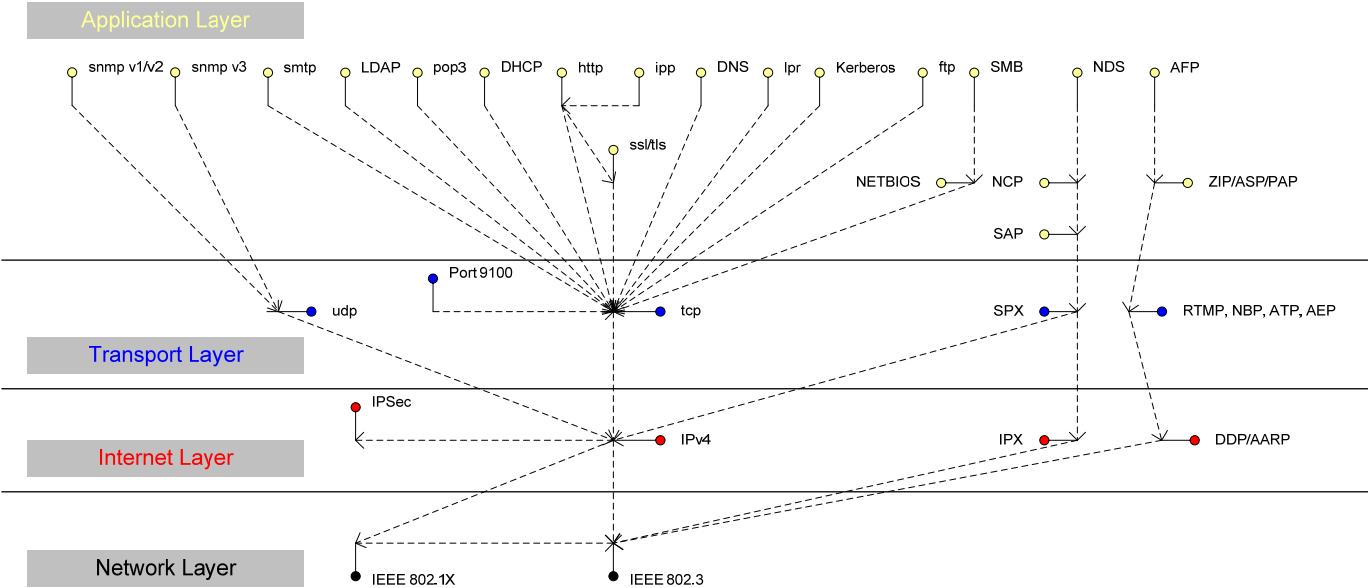 Application Layer
snmp v1/v2
snmp v3
smtp
LDAP
pop3
DHCP
http
ipp
DNS
lpr
Kerberos
ftp
SMB
NDS
AFP
ssl/tls
NETBIOS
NCP
ZIP/ASP/PAP
SAP
Port 9100
udp
tcp
SPX
RTMP, NBP, ATP, AEP
Transport Layer
IPSec
IPv4
IPX
DDP/AARP
Internet Layer
Network Layer
IEEE 802.1X
IEEE 802.3